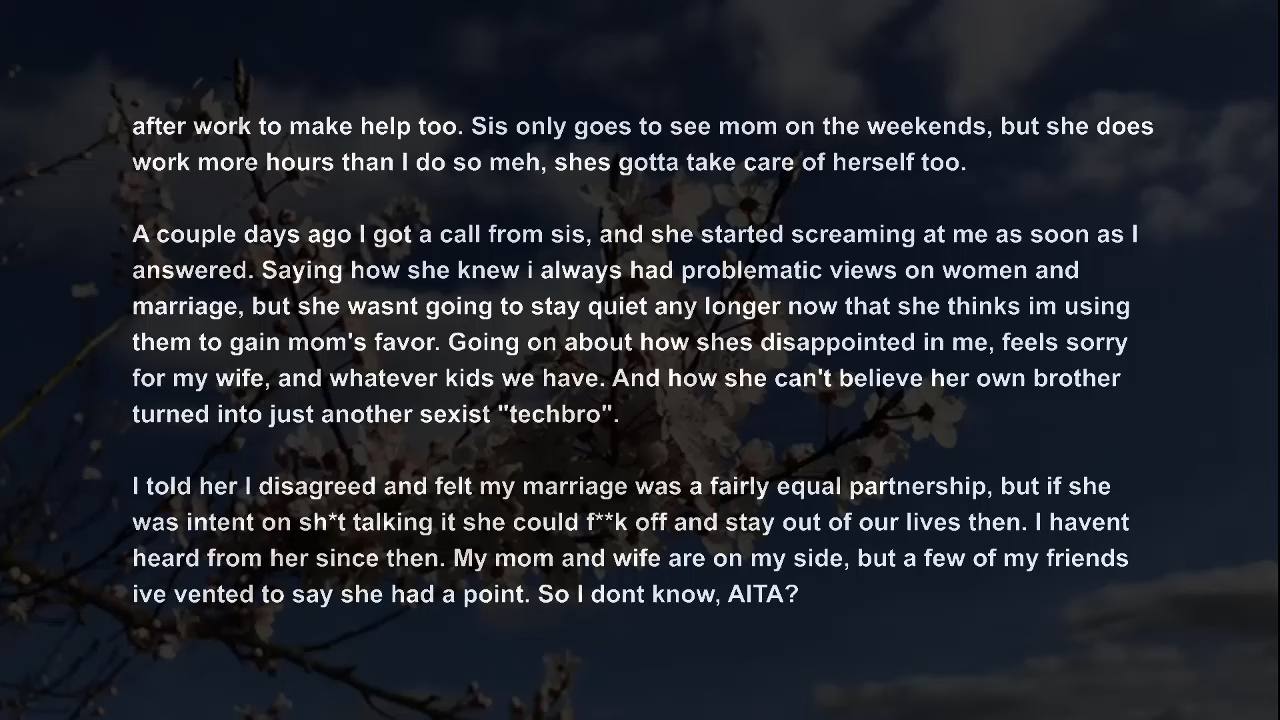 after work to make help too. Sis only goes to see mom on the weekends, but she does
work more hours than I do so meh, shes gotta take care of herself too.
A couple days ago I got a call from sis, and she started screaming at me as soon as I
answered. Saying how she knew i always had problematic views on women and
marriage, but she wasnt going to stay quiet any longer now that she thinks im using
them to gain mom's favor. Going on about how shes disappointed in me, feels sorry
for my wife, and whatever kids we have. And how she can't believe her own brother
turned into just another sexist "techbro".
I told her I disagreed and felt my marriage was a fairly equal partnership, but if she
was intent on sh*t talking it she could f**k off and stay out of our lives then. I havent
heard from her since then. My mom and wife are on my side, but a few of my friends
ive vented to say she had a point. So I dont know, AITA?